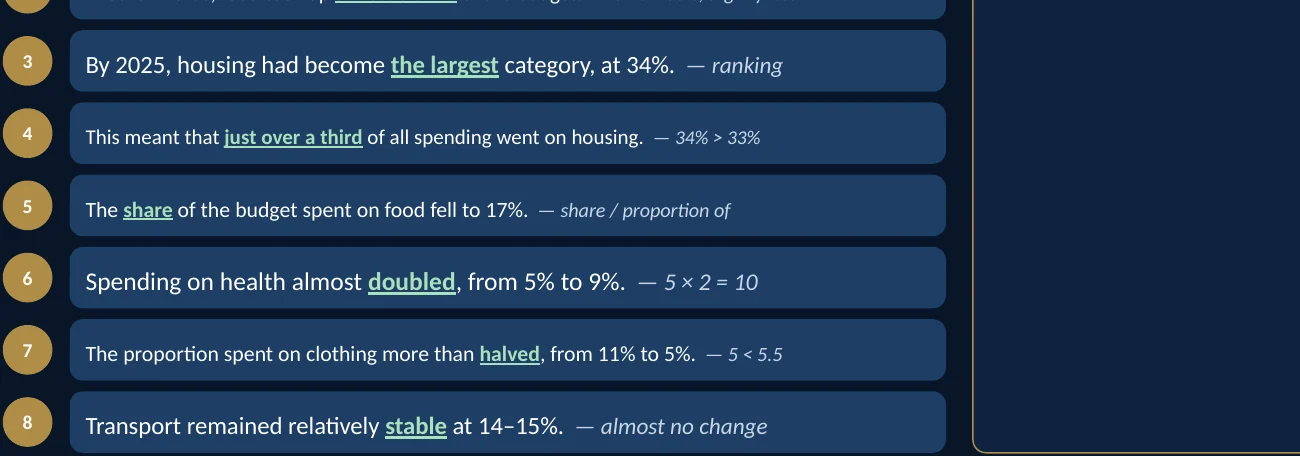 3
By 2025, housing had become the largest category, at 34%. — ranking
4
This meant that just over a third of all spending went on housing. — 34% > 33%
5
The share of the budget spent on food fell to 17%. — share / proportion of
6
Spending on health almost doubled, from 5% to 9%. — 5 × 2 = 10
7
The proportion spent on clothing more than halved, from 11% to 5%. — 5 < 5.5
8
Transport remained relatively stable at 14–15%. — almost no change